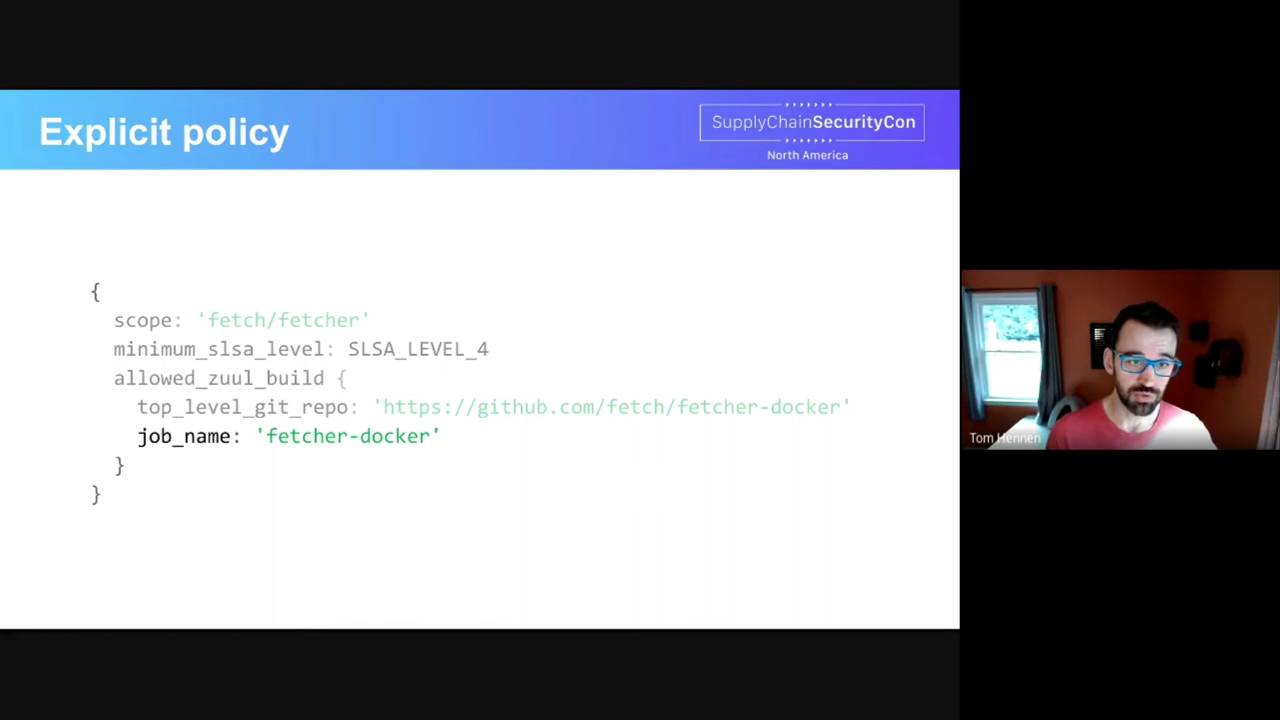 Explicit policy
SupplyChainSecurityCon
North America
{
scope: 'fetch/fetcher'
minimum_slsa_level: SLSA_LEVEL_4
allowed_zuul_build {
top_level_git_repo: 'https://github.com/fetch/fetcher-docker'
job_name: 'fetcher-docker'
}
}
Tom Hennen